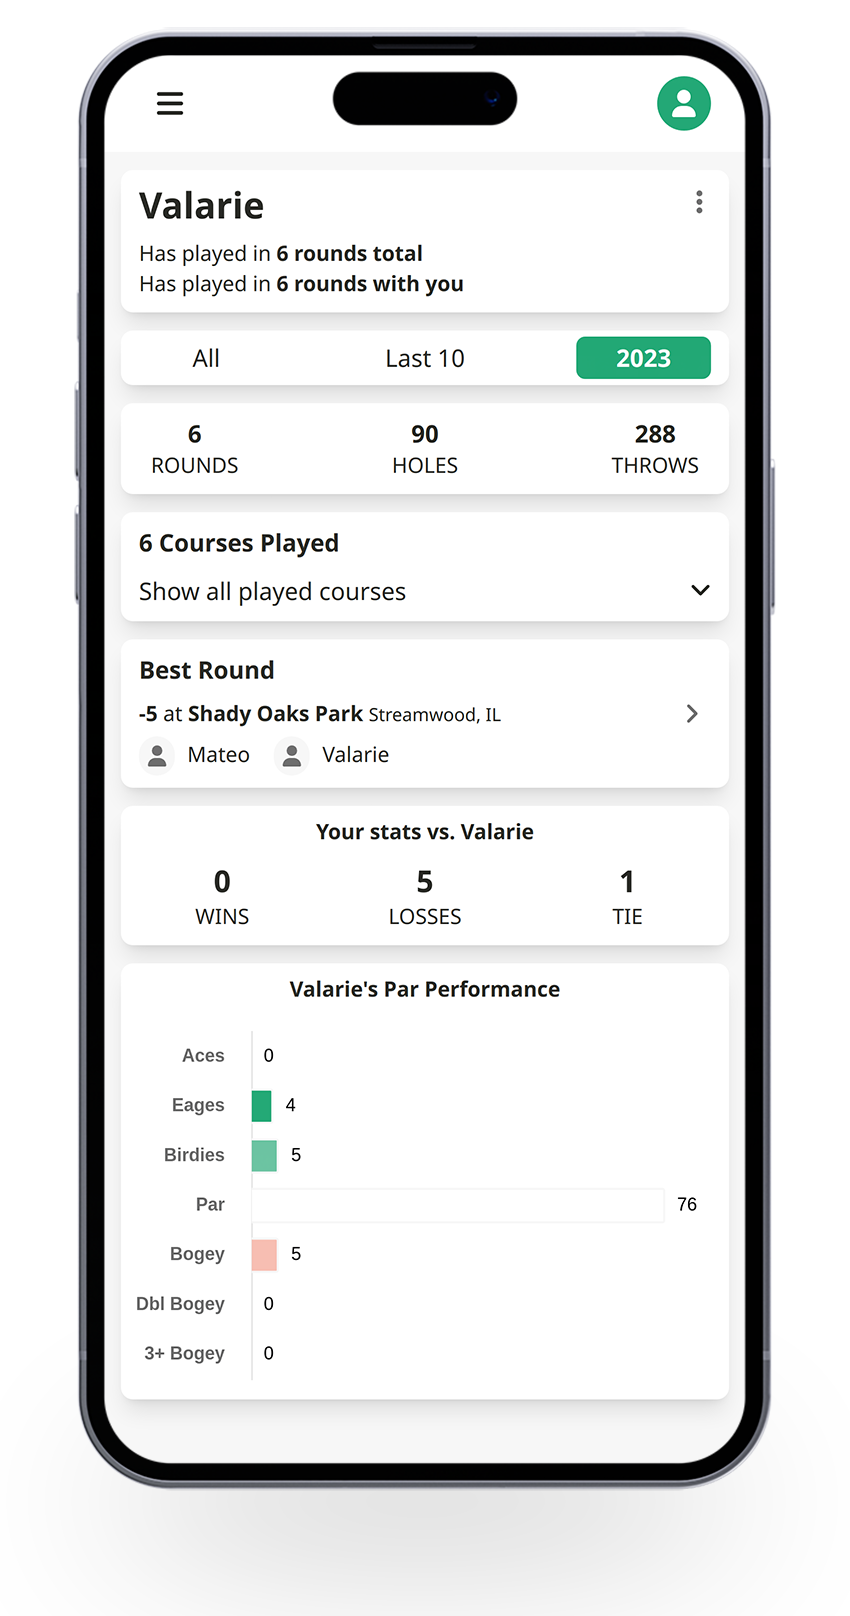 Valarie
Has played in 6 rounds total
Has played in 6 rounds with you
All Last 10 2023
6 90 288
ROUNDS HOLES THROWS
6 Courses Played
Show all played courses
Best Round
-5 at Shady Oaks Park Streamwood, IL
Mateo Valarie
Your stats vs. Valarie
0 5 1
WINS LOSSES TIE
Valarie's Par Performance
Aces 0
Eages 4
Birdies 5
Par 76
Bogey 5
Dbl Bogey 0
3+ Bogey 0